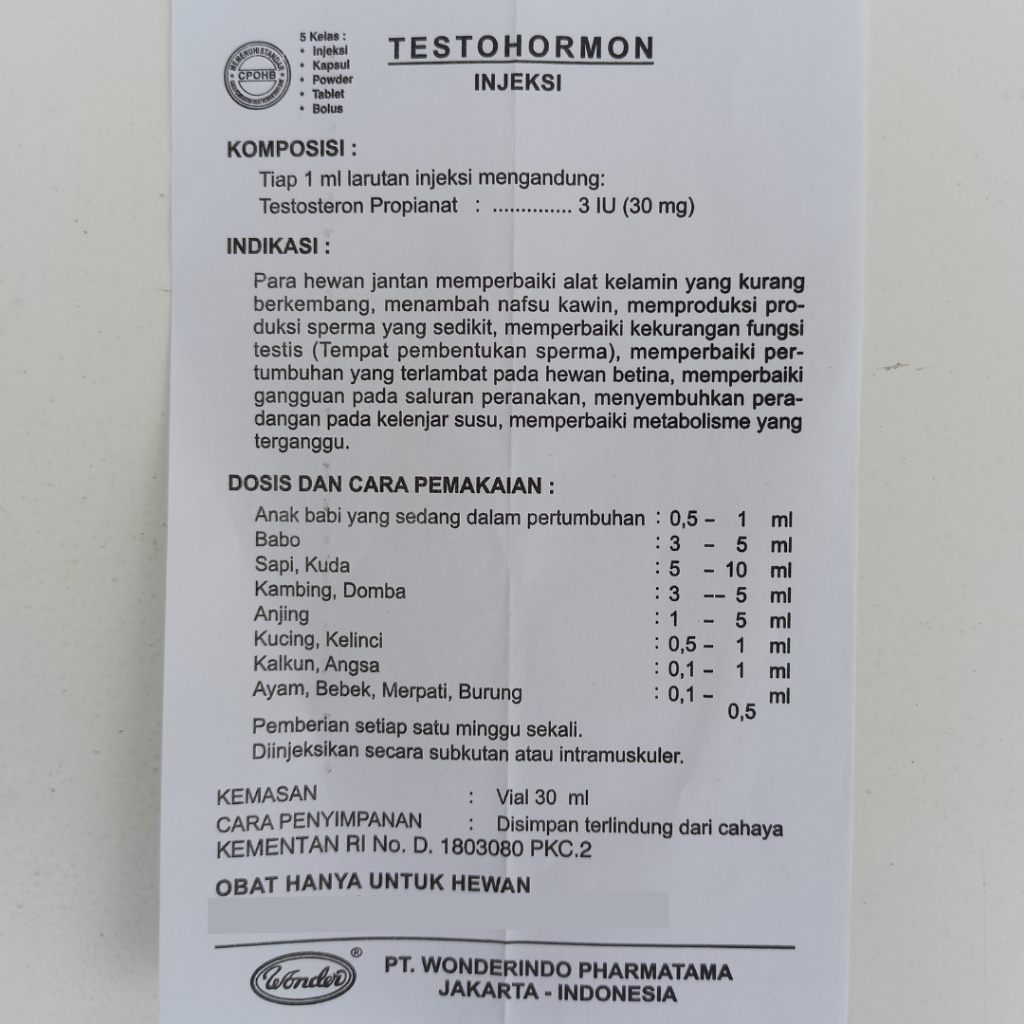 5 Kelas :
• Injeksi
• Kapsul
• Powder
• Tablet
• Bolus
MEMENUHI STANDAR
CPOHB
TESTOHORMON
INJEKSI
KOMPOSISI :
Tiap 1 ml larutan injeksi mengandung:
Testosteron Propianat : .............. 3 IU (30 mg)
INDIKASI :
Para hewan jantan memperbaiki alat kelamin yang kurang
berkembang, menambah nafsu kawin, memproduksi pro-
duksi sperma yang sedikit, memperbaiki kekurangan fungsi
testis (Tempat pembentukan sperma), memperbaiki per-
tumbuhan yang terlambat pada hewan betina, memperbaiki
gangguan pada saluran peranakan, menyembuhkan pera-
dangan pada kelenjar susu, memperbaiki metabolisme yang
terganggu.
DOSIS DAN CARA PEMAKAIAN :
Anak babi yang sedang dalam pertumbuhan : 0,5 – 1 ml
Babo : 3 – 5 ml
Sapi, Kuda : 5 – 10 ml
Kambing, Domba : 3 –– 5 ml
Anjing : 1 – 5 ml
Kucing, Kelinci : 0,5 – 1 ml
Kalkun, Angsa : 0,1 – 1 ml
Ayam, Bebek, Merpati, Burung : 0,1 – 0,5 ml
Pemberian setiap satu minggu sekali.
Diinjeksikan secara subkutan atau intramuskuler.
KEMASAN : Vial 30 ml
CARA PENYIMPANAN : Disimpan terlindung dari cahaya
KEMENTAN RI No. D. 1803080 PKC.2
OBAT HANYA UNTUK HEWAN
Wonder ®
PT. WONDERINDO PHARMATAMA
JAKARTA - INDONESIA